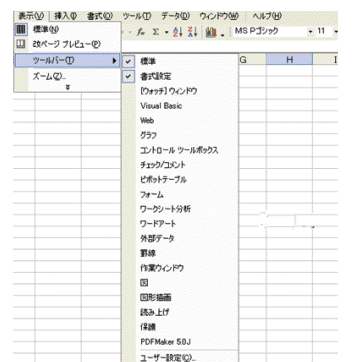 表示(V) 挿入(I) 書式(O) ツール(T) データ(D) ウィンドウ(W) ヘルプ(H)
標準(N)
改ページ プレビュー(P)
fx Σ MS Pゴシック 11
ツールバー(T)
ズーム(Z)...
G H I
標準
書式設定
[ウォッチ] ウィンドウ
Visual Basic
Web
グラフ
コントロール ツールボックス
チェック/コメント
ピボットテーブル
フォーム
ワークシート分析
ワードアート
外部データ
罫線
作業ウィンドウ
図
図形描画
読み上げ
保護
PDFMaker 5.0J
ユーザー設定(C)...